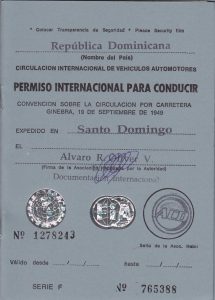 * Colocar Transparencia de Seguridad * Please Security film
República Dominicana
(Nombre del País)
CIRCULACION INTERNACIONAL DE VEHICULOS AUTOMOTORES
PERMISO INTERNACIONAL PARA CONDUCIR
CONVENCION SOBRE LA CIRCULACION POR CARRETERA
GINEBRA, 19 DE SEPTIEMBRE DE 1949
EXPEDIDO EN Santo Domingo
EL
Alvaro R. V.
(Firma de la Asociación por la Autoridad)
Documentación Internacional
Nº 1278243
Sello de la Asoc. Habil
Válido desde hasta
SERIE F Nº 765388